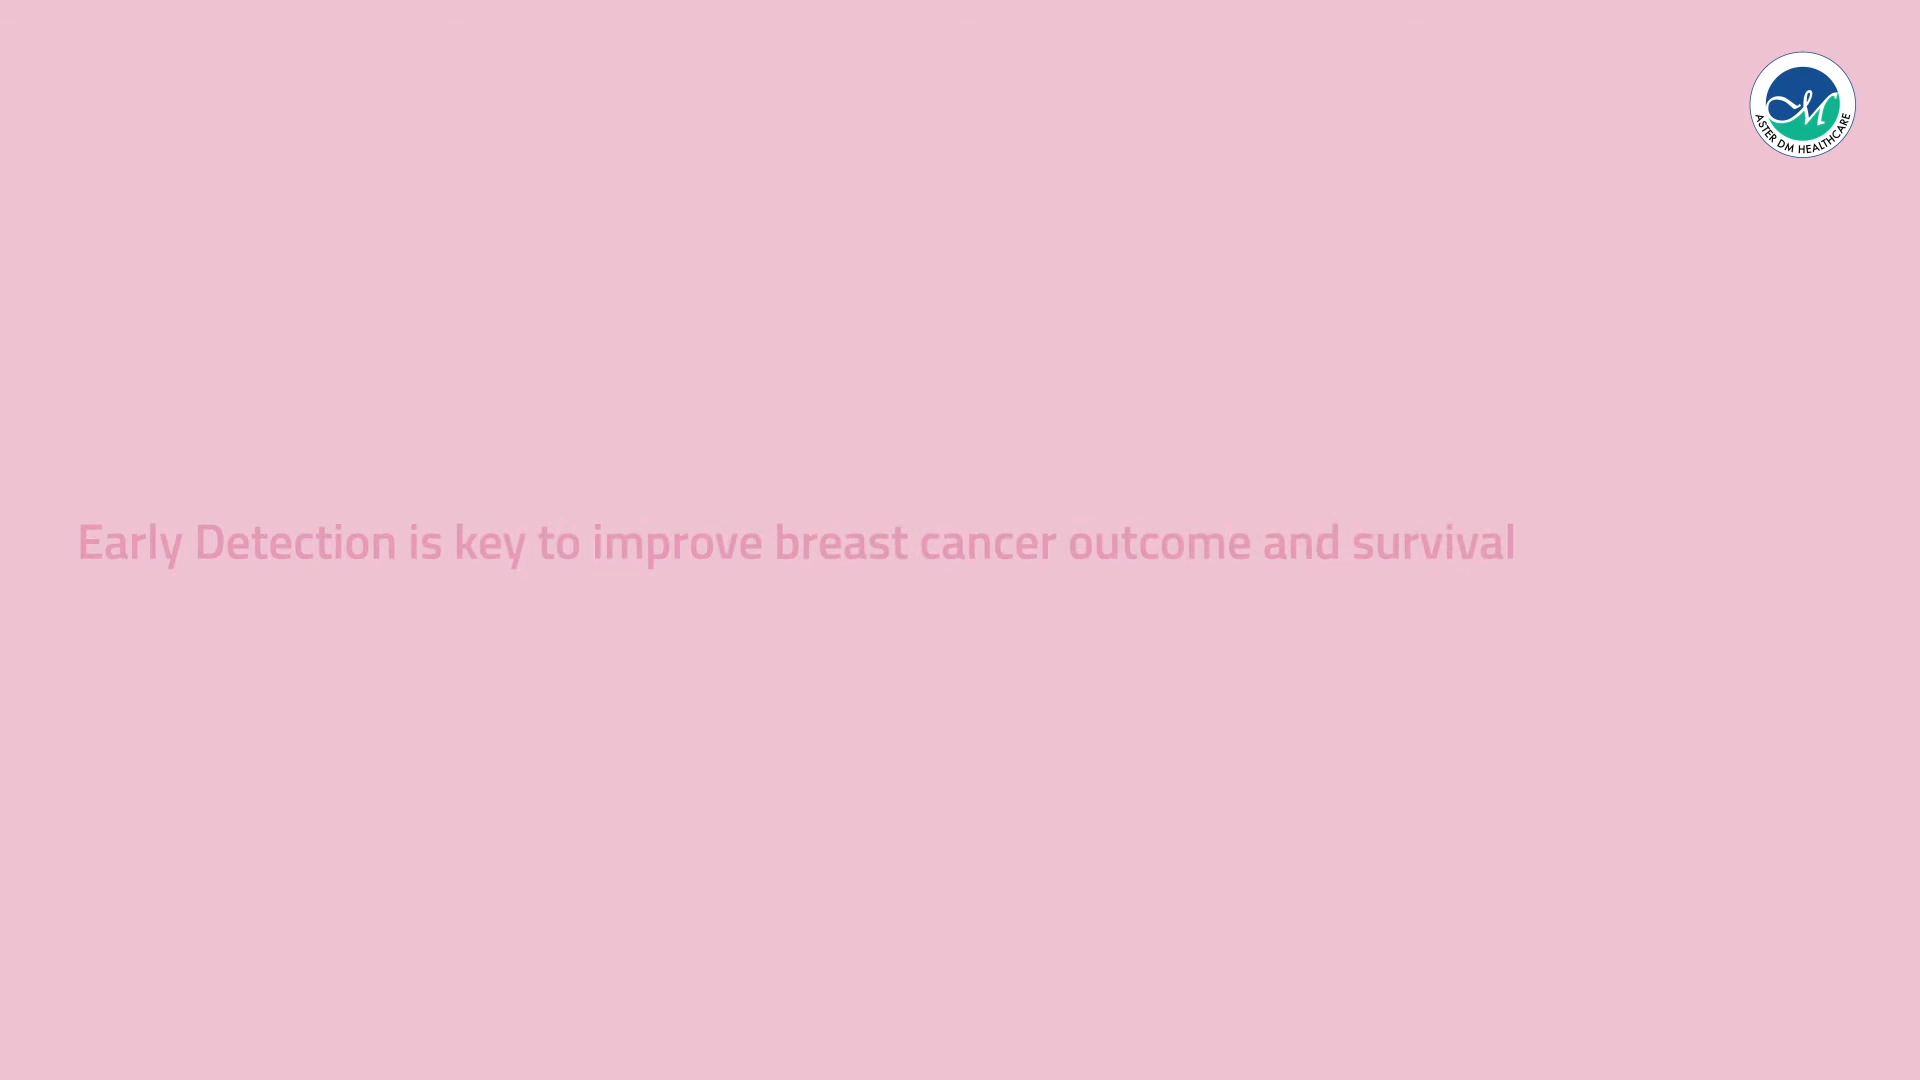 ASTER DM HEALTHCARE
Early Detection is key to improve breast cancer outcome and survival